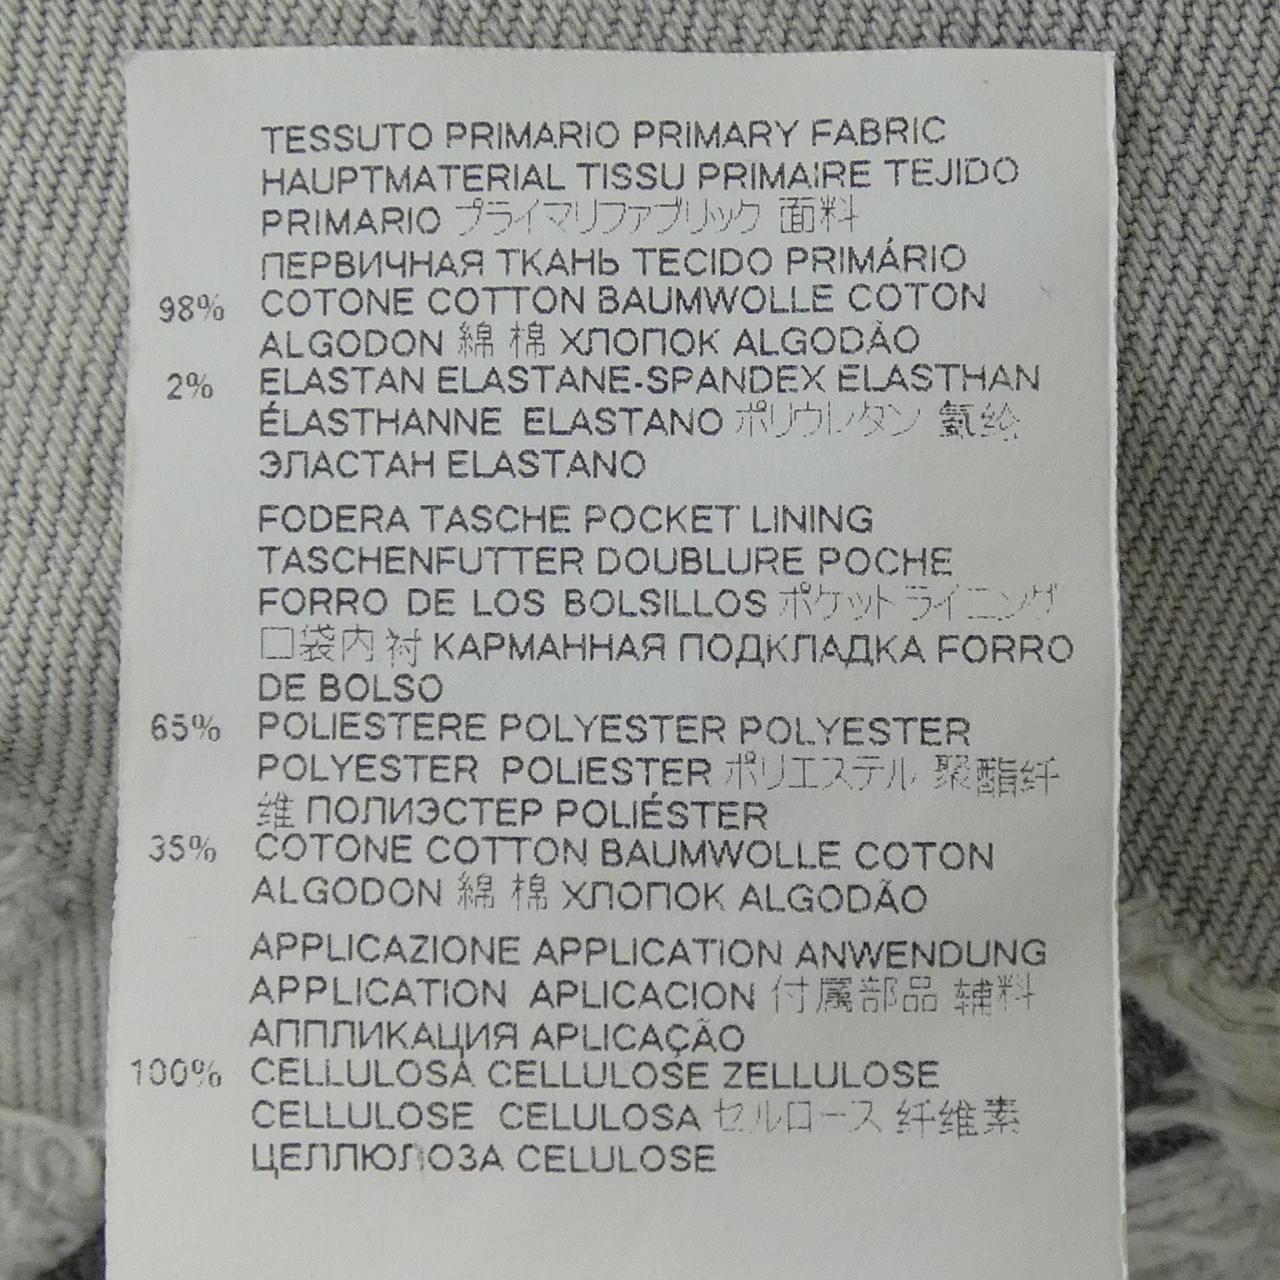 TESSUTO PRIMARIO PRIMARY FABRIC
HAUPTMATERIAL TISSU PRIMAIRE TEJIDO
PRIMARIO プライマリファブリック 面料
ПЕРВИЧНАЯ ТКАНЬ TECIDO PRIMÁRIO
98% COTONE COTTON BAUMWOLLE COTON
ALGODON 綿 棉 ХЛОПОК ALGODÃO
2% ELASTAN ELASTANE-SPANDEX ELASTHAN
ÉLASTHANNE ELASTANO ポリウレタン 氨纶
ЭЛАСТАН ELASTANO
FODERA TASCHE POCKET LINING
TASCHENFUTTER DOUBLURE POCHE
FORRO DE LOS BOLSILLOS ポケットライニング
口袋内衬 КАРМАННАЯ ПОДКЛАДКА FORRO
DE BOLSO
65% POLIESTERE POLYESTER POLYESTER
POLYESTER POLIESTER ポリエステル 聚酯纤
维 ПОЛИЭСТЕР POLIÉSTER
35% COTONE COTTON BAUMWOLLE COTON
ALGODON 綿 棉 ХЛОПОК ALGODÃO
APPLICAZIONE APPLICATION ANWENDUNG
APPLICATION APLICACION 付属部品 辅料
АППЛИКАЦИЯ APLICAÇÃO
100% CELLULOSA CELLULOSE ZELLULOSE
CELLULOSE CELULOSA セルロース 纤维素
ЦЕЛЛЮЛОЗА CELULOSE